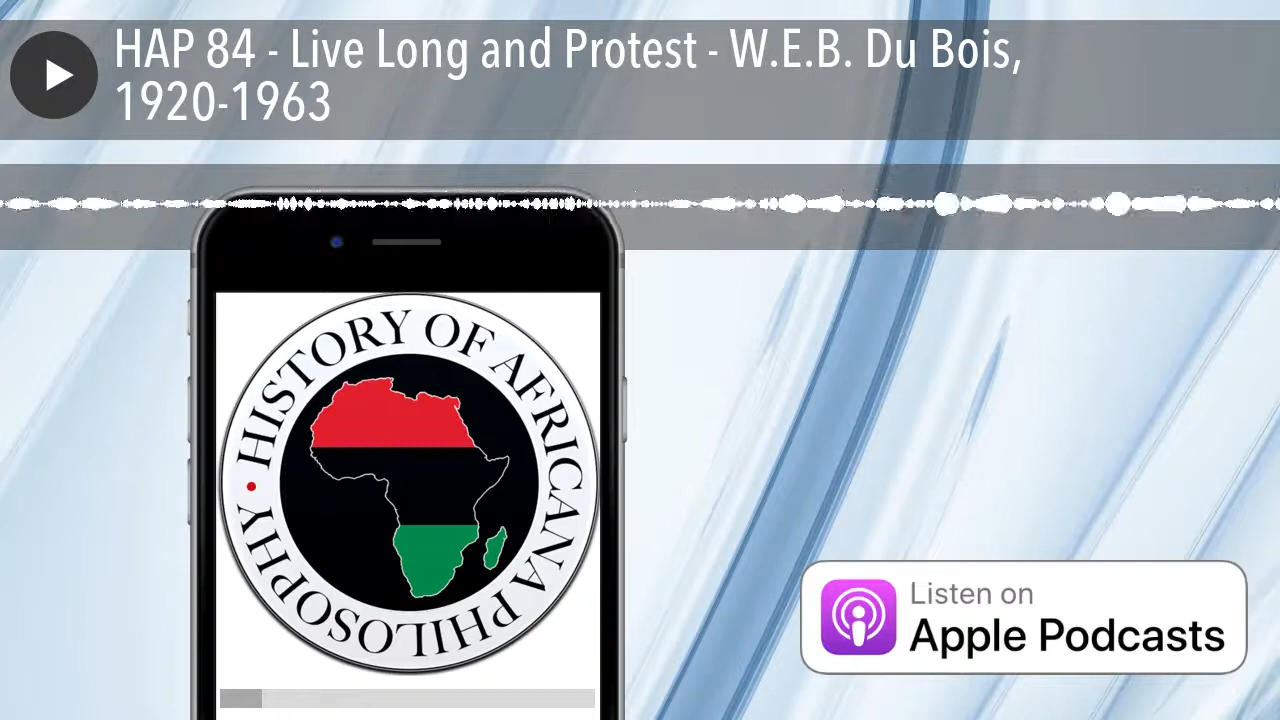 HAP 84 - Live Long and Protest - W.E.B. Du Bois,
1920-1963
HISTORY OF AFRICANA PHILOSOPHY •
Listen on
Apple Podcasts